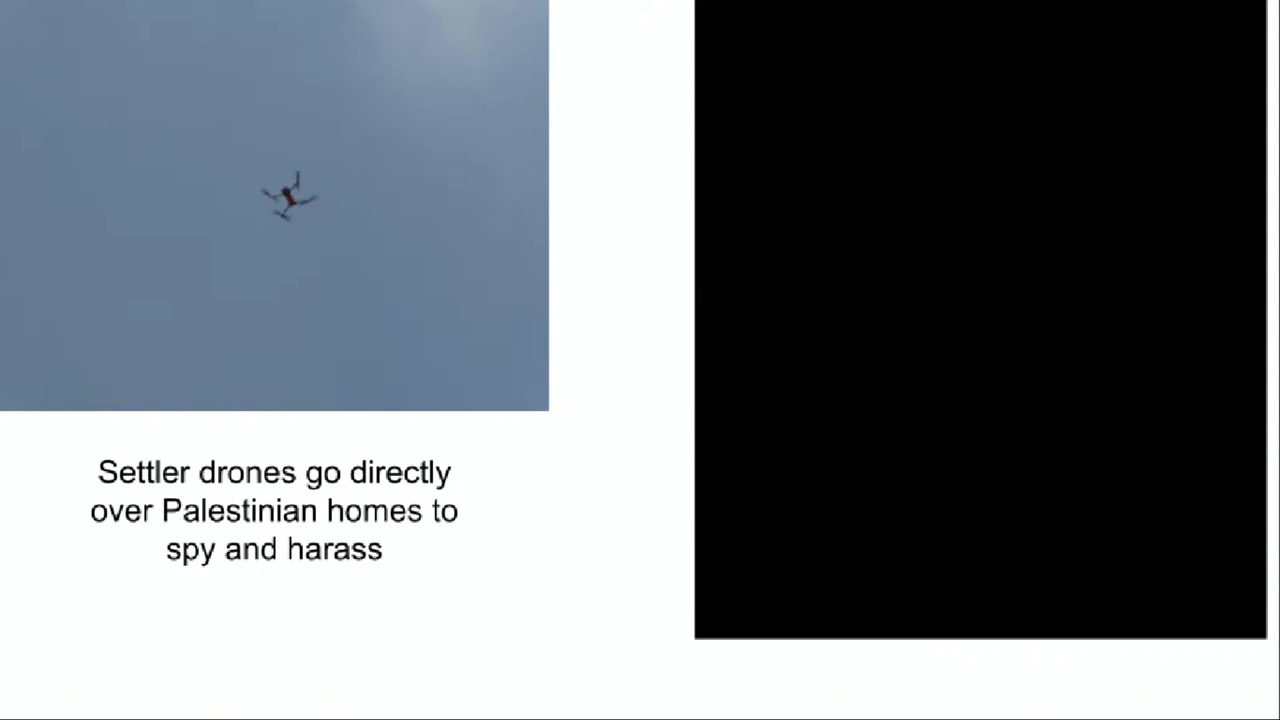 Settler drones go directly
over Palestinian homes to
spy and harass